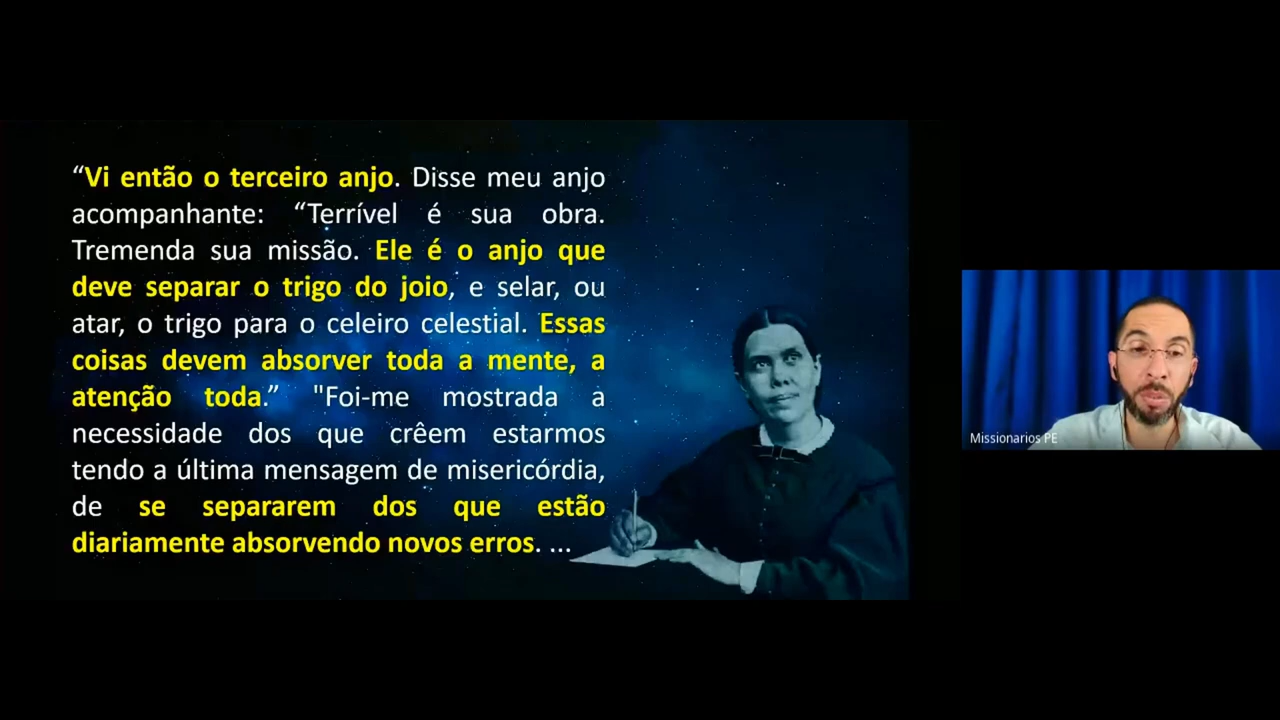 “Vi então o terceiro anjo. Disse meu anjo
acompanhante: “Terrível é sua obra.
Tremenda sua missão. Ele é o anjo que
deve separar o trigo do joio, e selar, ou
atar, o trigo para o celeiro celestial. Essas
coisas devem absorver toda a mente, a
atenção toda.” "Foi-me mostrada a
necessidade dos que crêem estarmos
tendo a última mensagem de misericórdia,
de se separarem dos que estão
diariamente absorvendo novos erros. ...
Missionarios PE